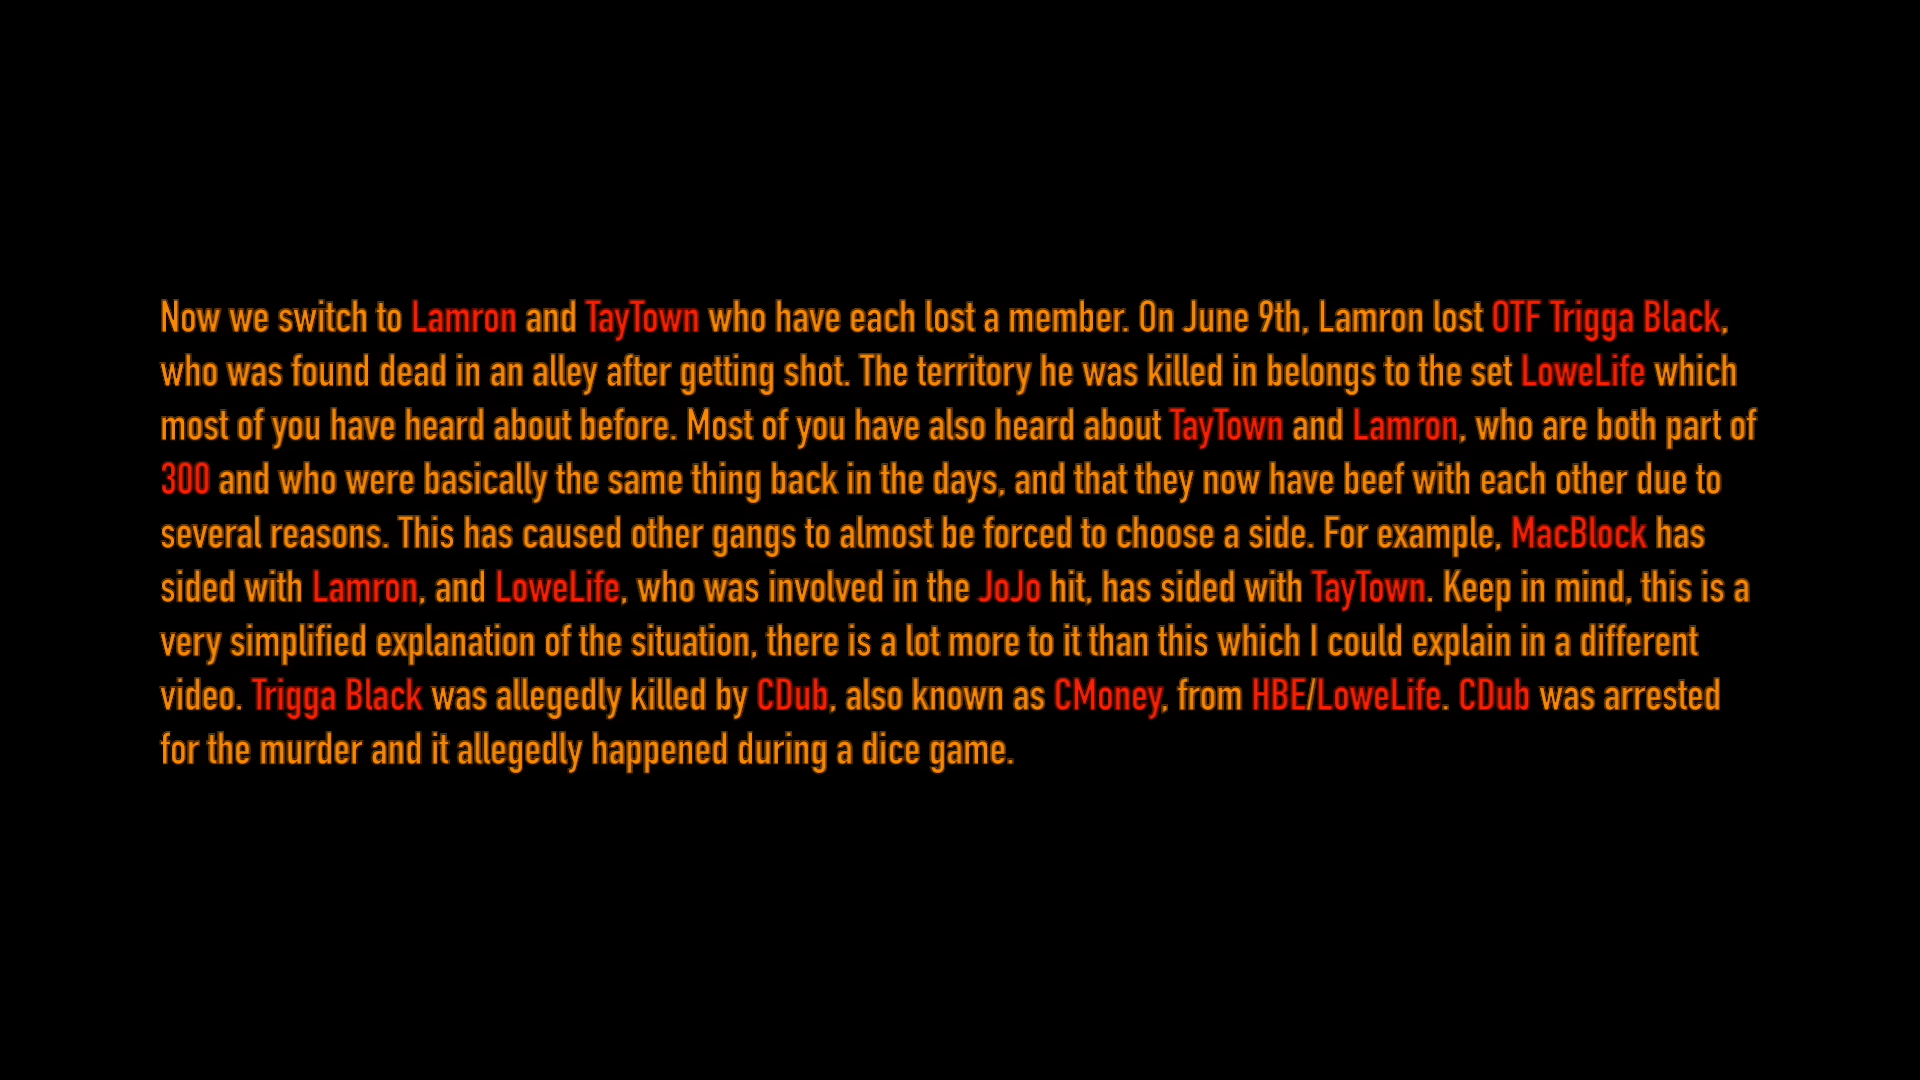 Now we switch to Lamron and TayTown who have each lost a member. On June 9th, Lamron lost OTF Trigga Black,
who was found dead in an alley after getting shot. The territory he was killed in belongs to the set LoweLife which
most of you have heard about before. Most of you have also heard about TayTown and Lamron, who are both part of
300 and who were basically the same thing back in the days, and that they now have beef with each other due to
several reasons. This has caused other gangs to almost be forced to choose a side. For example, MacBlock has
sided with Lamron, and LoweLife, who was involved in the JoJo hit, has sided with TayTown. Keep in mind, this is a
very simplified explanation of the situation, there is a lot more to it than this which I could explain in a different
video. Trigga Black was allegedly killed by CDub, also known as CMoney, from HBE/LoweLife. CDub was arrested
for the murder and it allegedly happened during a dice game.